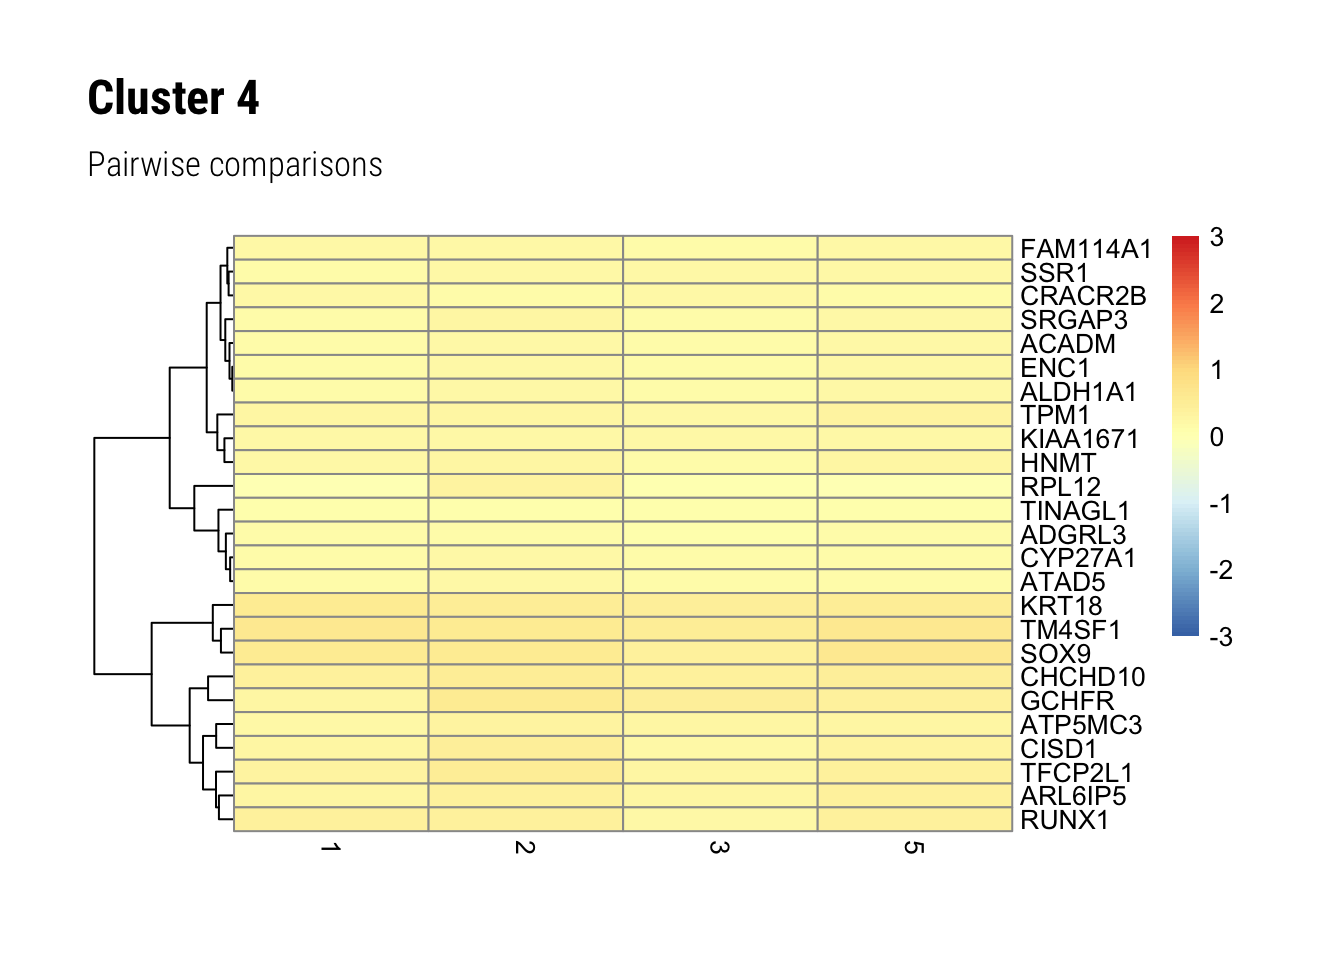 Cluster 4
Pairwise comparisons
FAM114A1
SSR1
CRACR2B
SRGAP3
ACADM
ENC1
ALDH1A1
TPM1
KIAA1671
HNMT
RPL12
TINAGL1
ADGRL3
CYP27A1
ATAD5
KRT18
TM4SF1
SOX9
CHCHD10
GCHFR
ATP5MC3
CISD1
TFCP2L1
ARL6IP5
RUNX1
1 2 3 5
3
2
1
0
-1
-2
-3